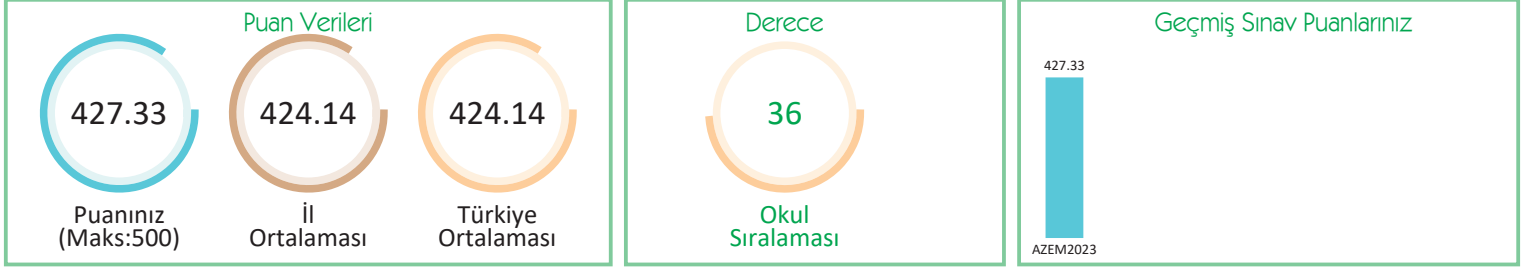 Puan Verileri
427.33
424.14
424.14
Puanınız
(Maks:500)
İl
Ortalaması
Türkiye
Ortalaması
Derece
36
Okul
Sıralaması
Geçmiş Sınav Puanlarınız
427.33
AZEM2023